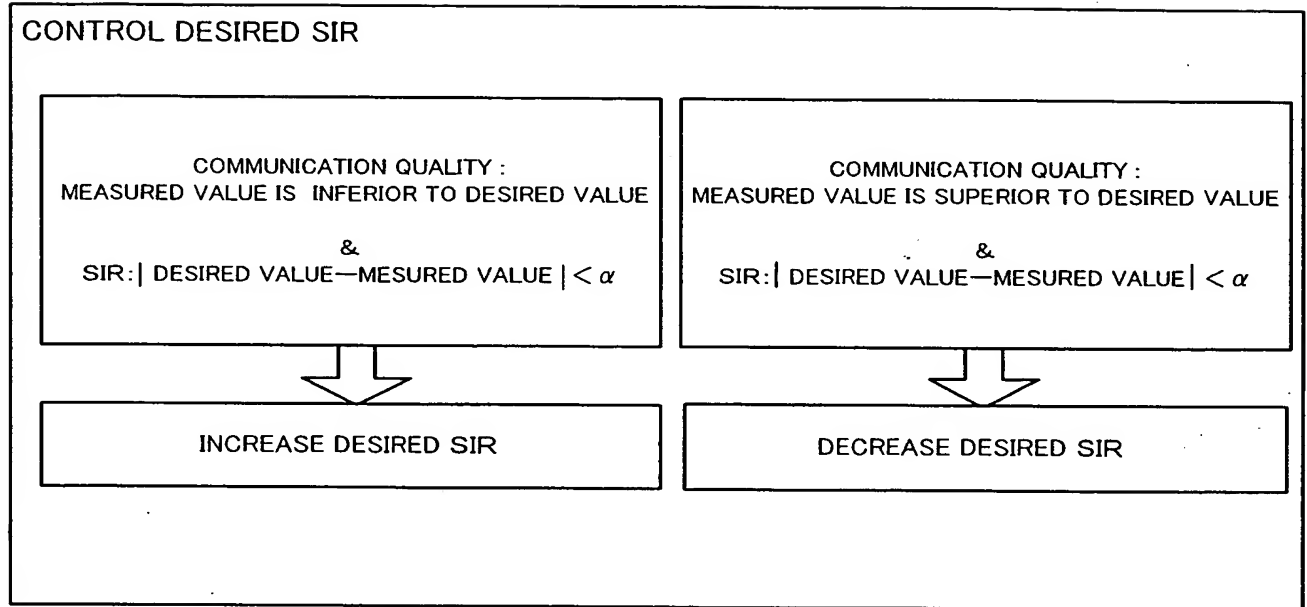 CONTROL DESIRED SIR
COMMUNICATION QUALITY :
MEASURED VALUE IS INFERIOR TO DESIRED VALUE
&
SIR:| DESIRED VALUE—MESURED VALUE | < α
INCREASE DESIRED SIR
COMMUNICATION QUALITY :
MEASURED VALUE IS SUPERIOR TO DESIRED VALUE
&
SIR:| DESIRED VALUE—MESURED VALUE| < α
DECREASE DESIRED SIR